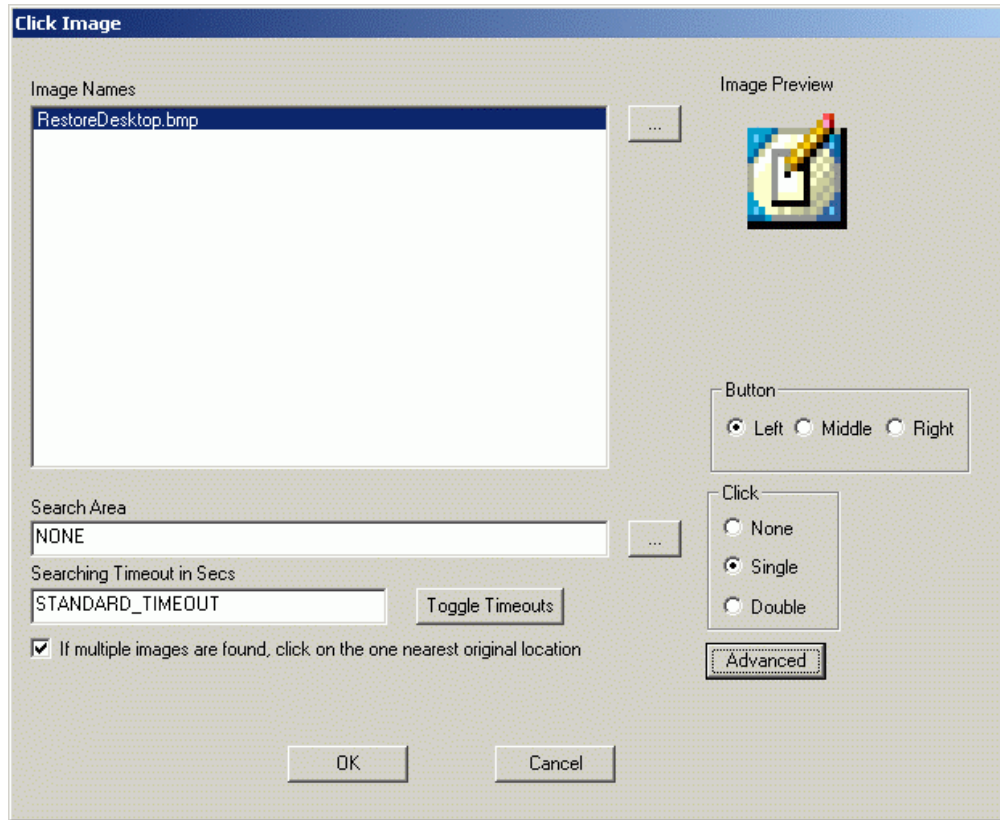 Click Image
Image Names
Image Preview
RestoreDesktop.bmp
...
Button
Left Middle Right
Search Area
NONE
...
Click
None
Single
Double
Searching Timeout in Secs
STANDARD_TIMEOUT
Toggle Timeouts
If multiple images are found, click on the one nearest original location
Advanced
OK
Cancel